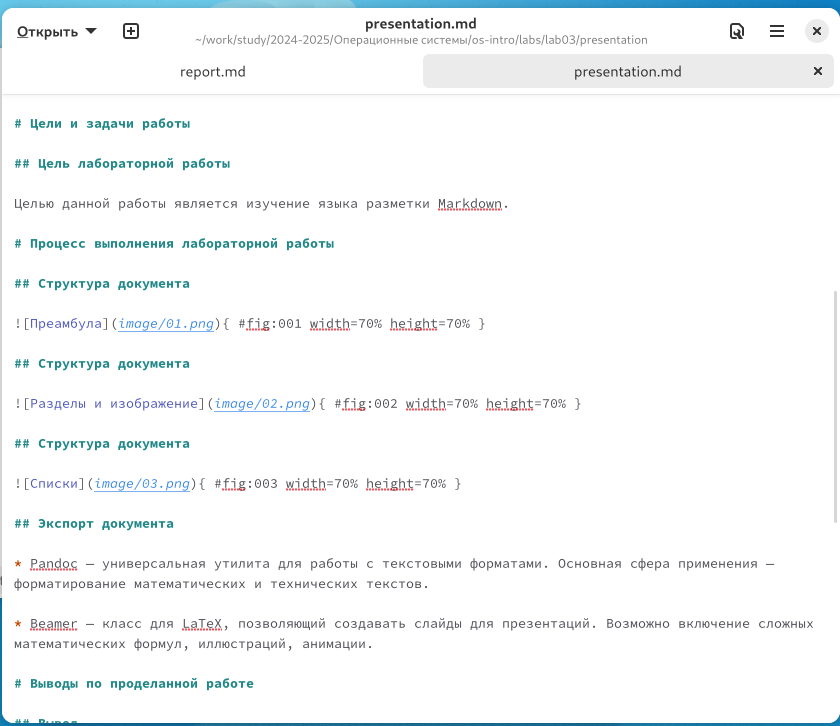 Открыть
presentation.md
~/work/study/2024-2025/Операционные системы/os-intro/labs/lab03/presentation
report.md
presentation.md
# Цели и задачи работы
## Цель лабораторной работы
Целью данной работы является изучение языка разметки Markdown.
# Процесс выполнения лабораторной работы
## Структура документа
![Преамбула](image/01.png){ #fig:001 width=70% height=70% }
## Структура документа
![Разделы и изображение](image/02.png){ #fig:002 width=70% height=70% }
## Структура документа
![Списки](image/03.png){ #fig:003 width=70% height=70% }
## Экспорт документа
* Pandoc — универсальная утилита для работы с текстовыми форматами. Основная сфера применения —
форматирование математических и технических текстов.
* Beamer — класс для LaTeX, позволяющий создавать слайды для презентаций. Возможно включение сложных
математических формул, иллюстраций, анимации.
# Выводы по проделанной работе
## Вывод